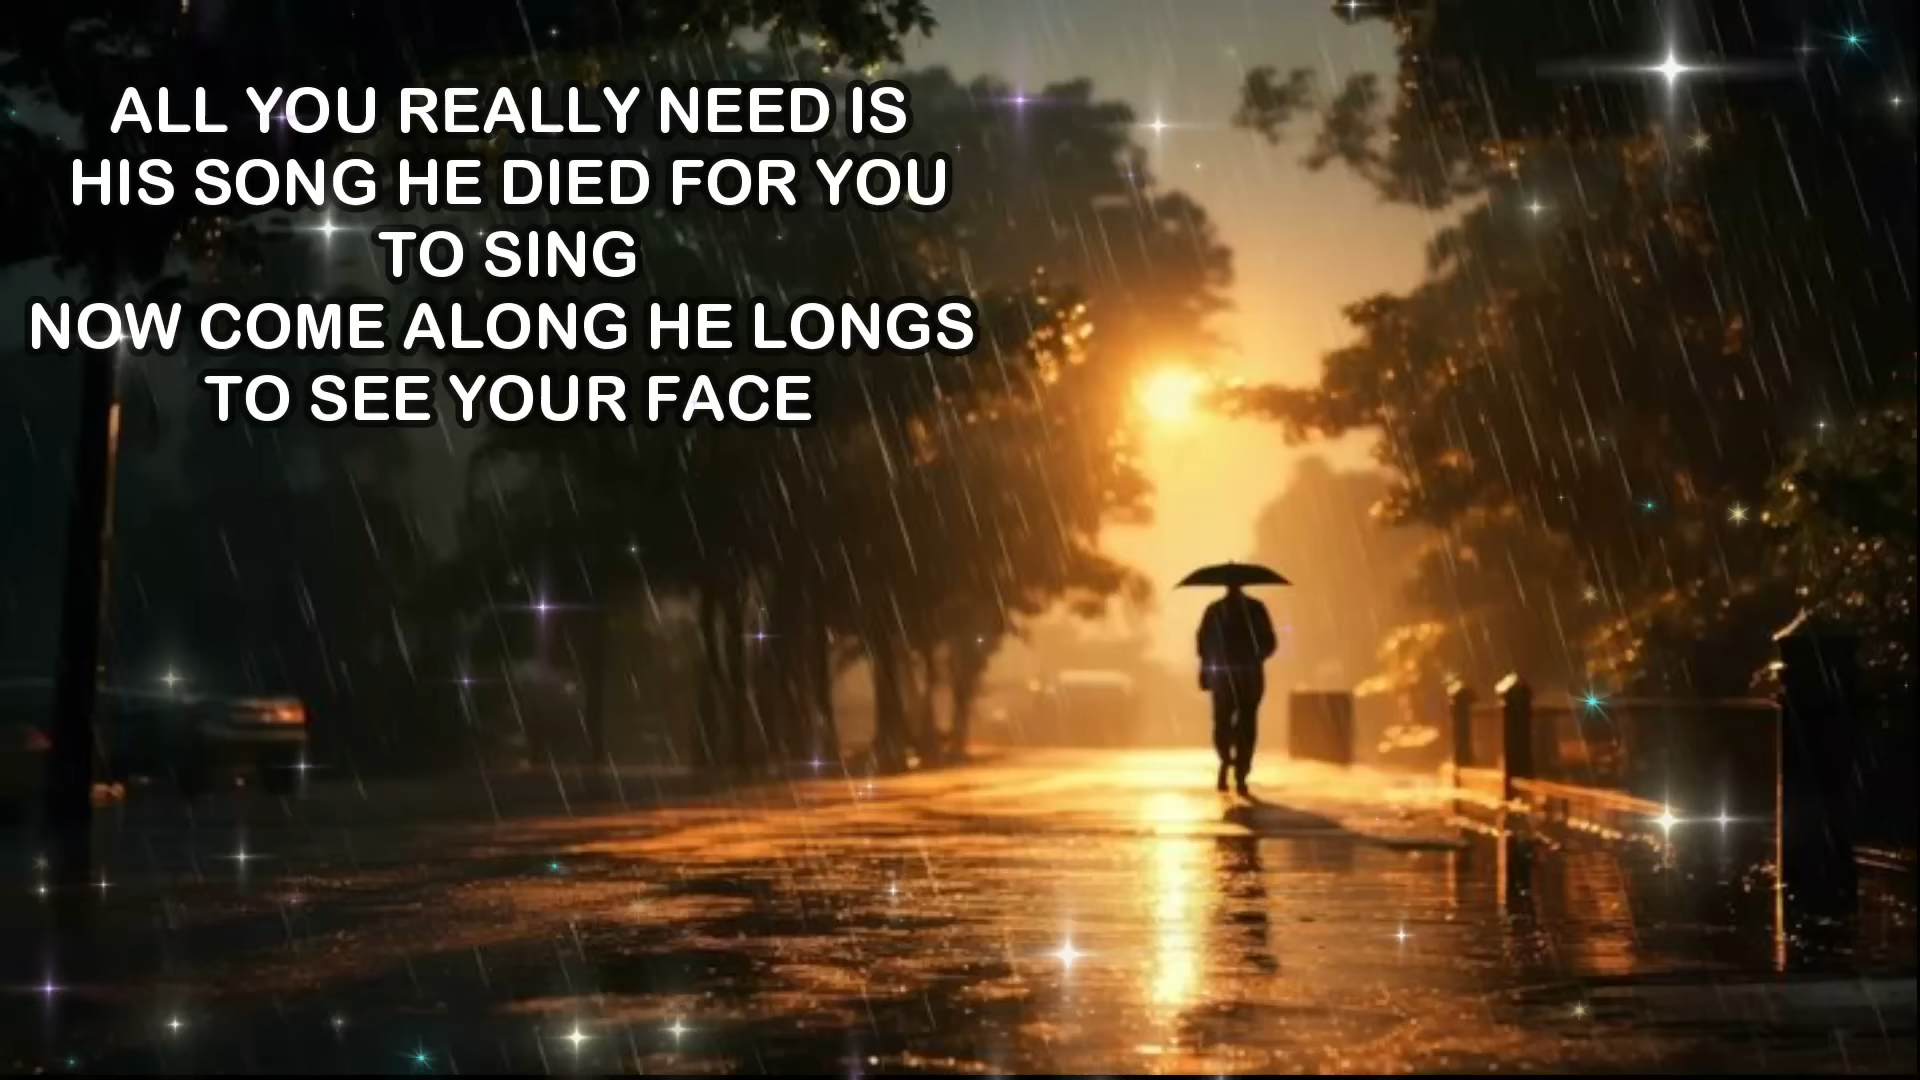 ALL YOU REALLY NEED IS
HIS SONG HE DIED FOR YOU
TO SING
NOW COME ALONG HE LONGS
TO SEE YOUR FACE